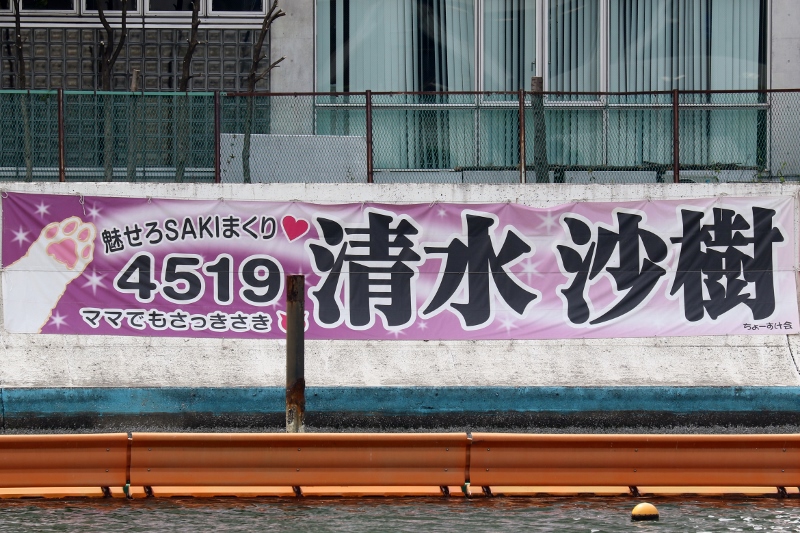 魅せろSAKIまくり♥
4519
ママでもさっきさき
清水 沙樹
ちょーすけ会